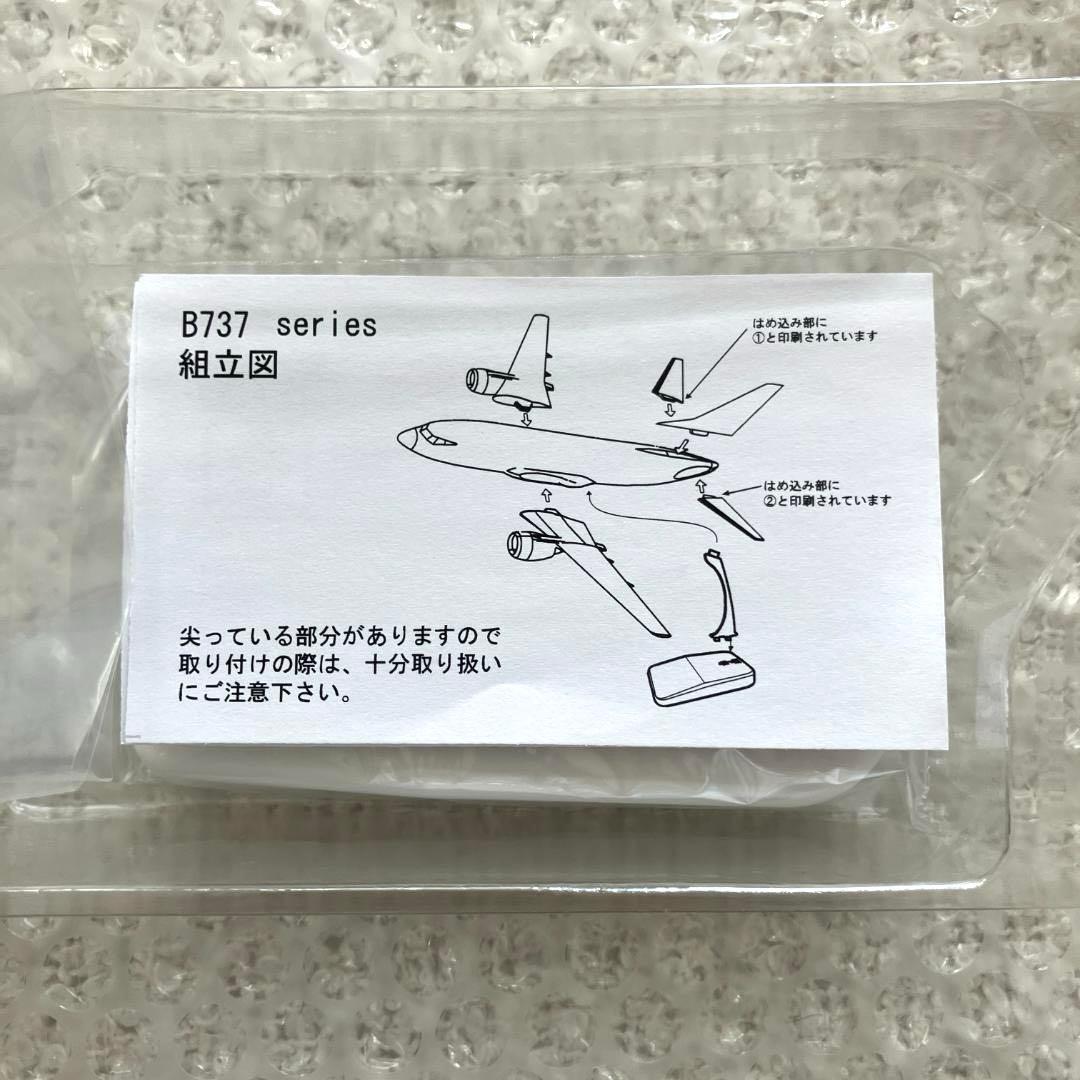 B737 series
組立図
はめ込み部に
①と印刷されています
はめ込み部に
②と印刷されています
尖っている部分がありますので
取り付けの際は、十分取り扱い
にご注意下さい。